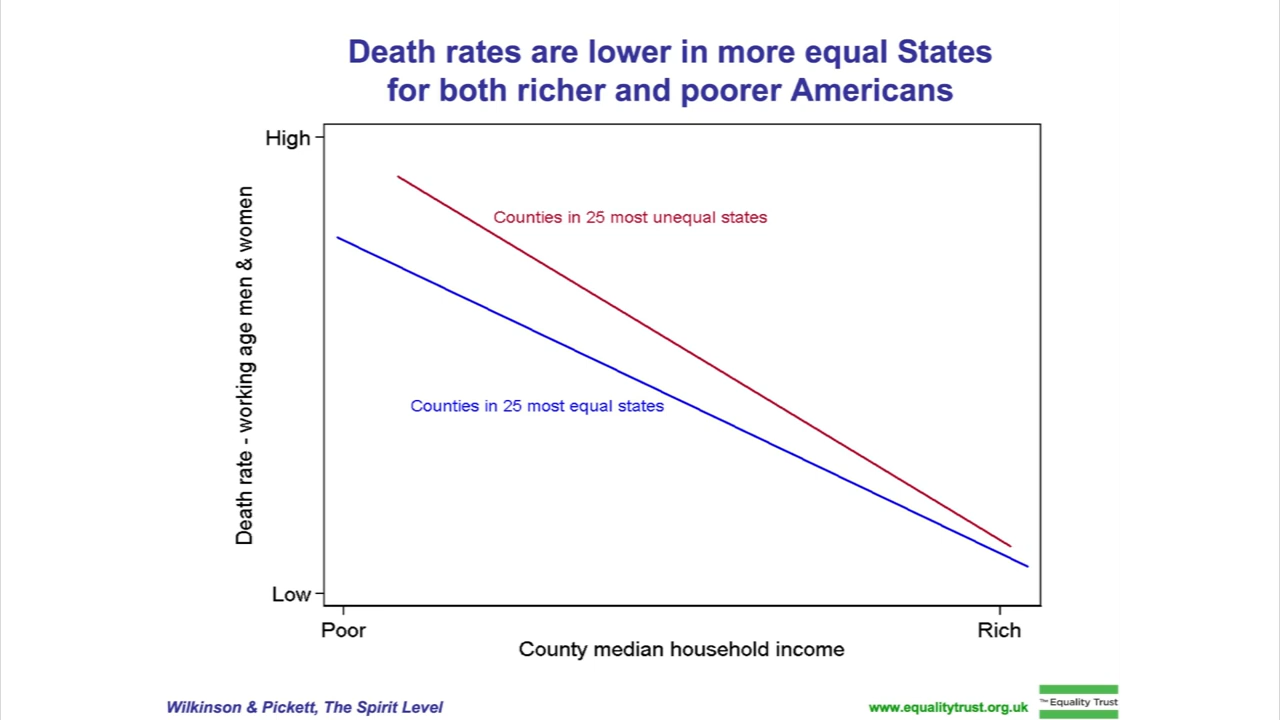 Death rates are lower in more equal States
for both richer and poorer Americans
High
Death rate - working age men & women
Counties in 25 most unequal states
Counties in 25 most equal states
Low
Poor
Rich
County median household income
Wilkinson & Pickett, The Spirit Level
www.equalitytrust.org.uk
The Equality Trust